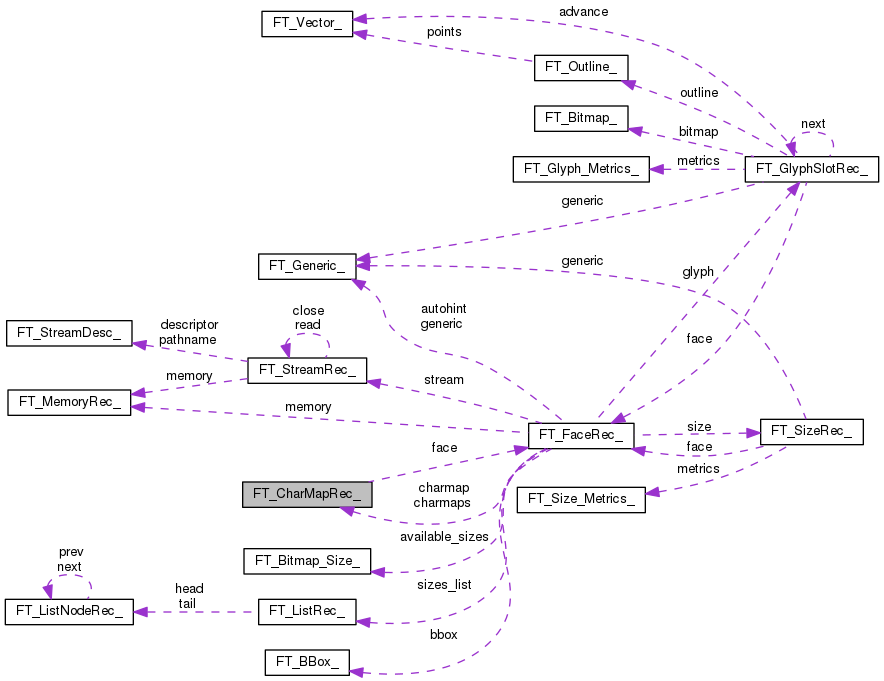 advance
FT_Vector_
points
FT_Outline_
outline
FT_Bitmap_
next
bitmap
metrics
FT_Glyph_Metrics_
FT_GlyphSlotRec_
generic
FT_Generic_
generic
glyph
autohint
generic
close
read
descriptor
pathname
FT_StreamDesc_
face
FT_StreamRec_
memory
stream
FT_MemoryRec_
memory
FT_FaceRec_
size
face
FT_SizeRec_
face
metrics
FT_CharMapRec_
charmap
charmaps
FT_Size_Metrics_
available_sizes
FT_Bitmap_Size_
prev
next
sizes_list
head
tail
FT_ListNodeRec_
FT_ListRec_
bbox
FT_BBox_